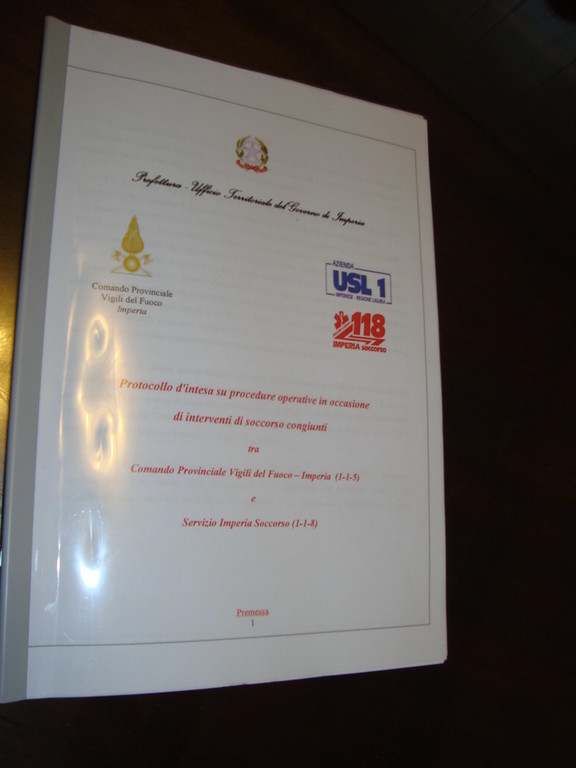 Prefettura - Ufficio Territoriale del Governo di Imperia
Comando Provinciale
Vigili del Fuoco
Imperia
AZIENDA
USL 1
IMPERIESE - REGIONE LIGURIA
118
IMPERIA SOCCORSO
Protocollo d'intesa su procedure operative in occasione
di interventi di soccorso congiunti
tra
Comando Provinciale Vigili del Fuoco – Imperia (1-1-5)
e
Servizio Imperia Soccorso (1-1-8)
Premessa
1